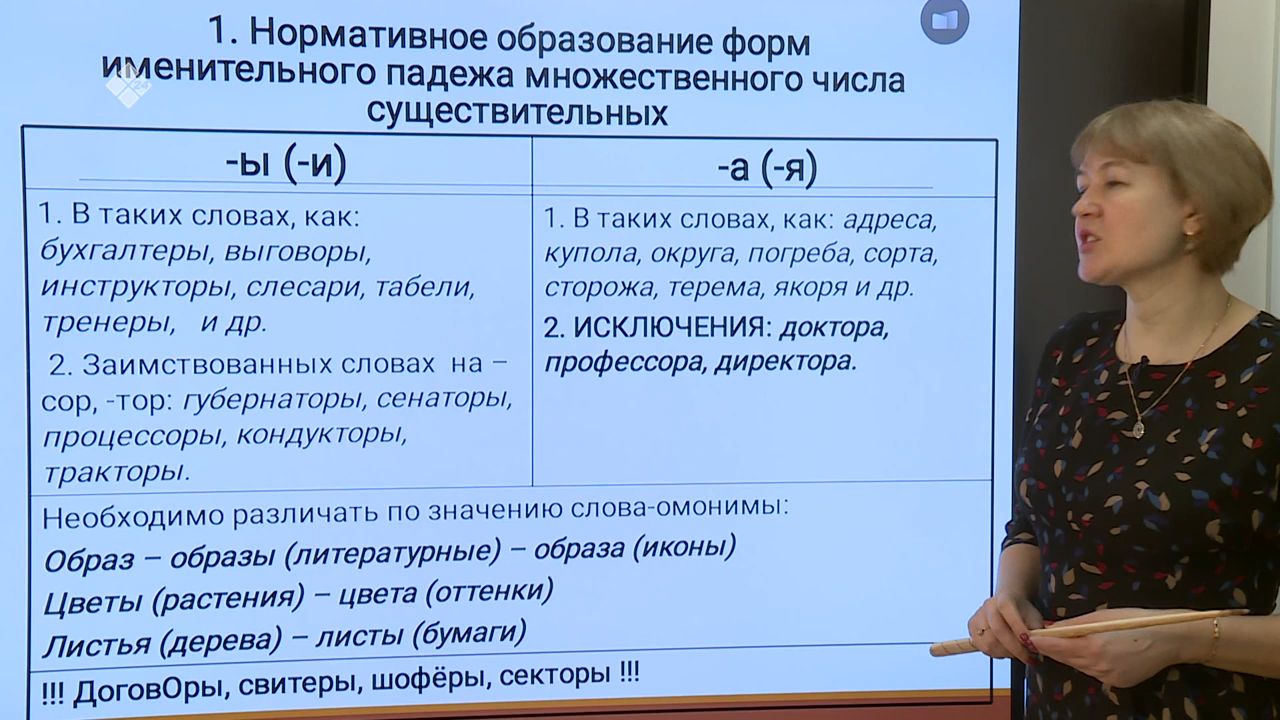 1. Нормативное образование форм
именительного падежа множественного числа
существительных
-ы (-и)
1. В таких словах, как:
бухгалтеры, выговоры,
инструкторы, слесари, табели,
тренеры, и др.
2. Заимствованных словах на –
сор, -тор: губернаторы, сенаторы,
процессоры, кондукторы,
тракторы.
-а (-я)
1. В таких словах, как: адреса,
купола, округа, погреба, сорта,
сторожа, терема, якоря и др.
2. ИСКЛЮЧЕНИЯ: доктора,
профессора, директора.
Необходимо различать по значению слова-омонимы:
Образ – образы (литературные) – образа (иконы)
Цветы (растения) – цвета (оттенки)
Листья (дерева) – листы (бумаги)
!!! ДоговОры, свитеры, шофёры, секторы !!!
24